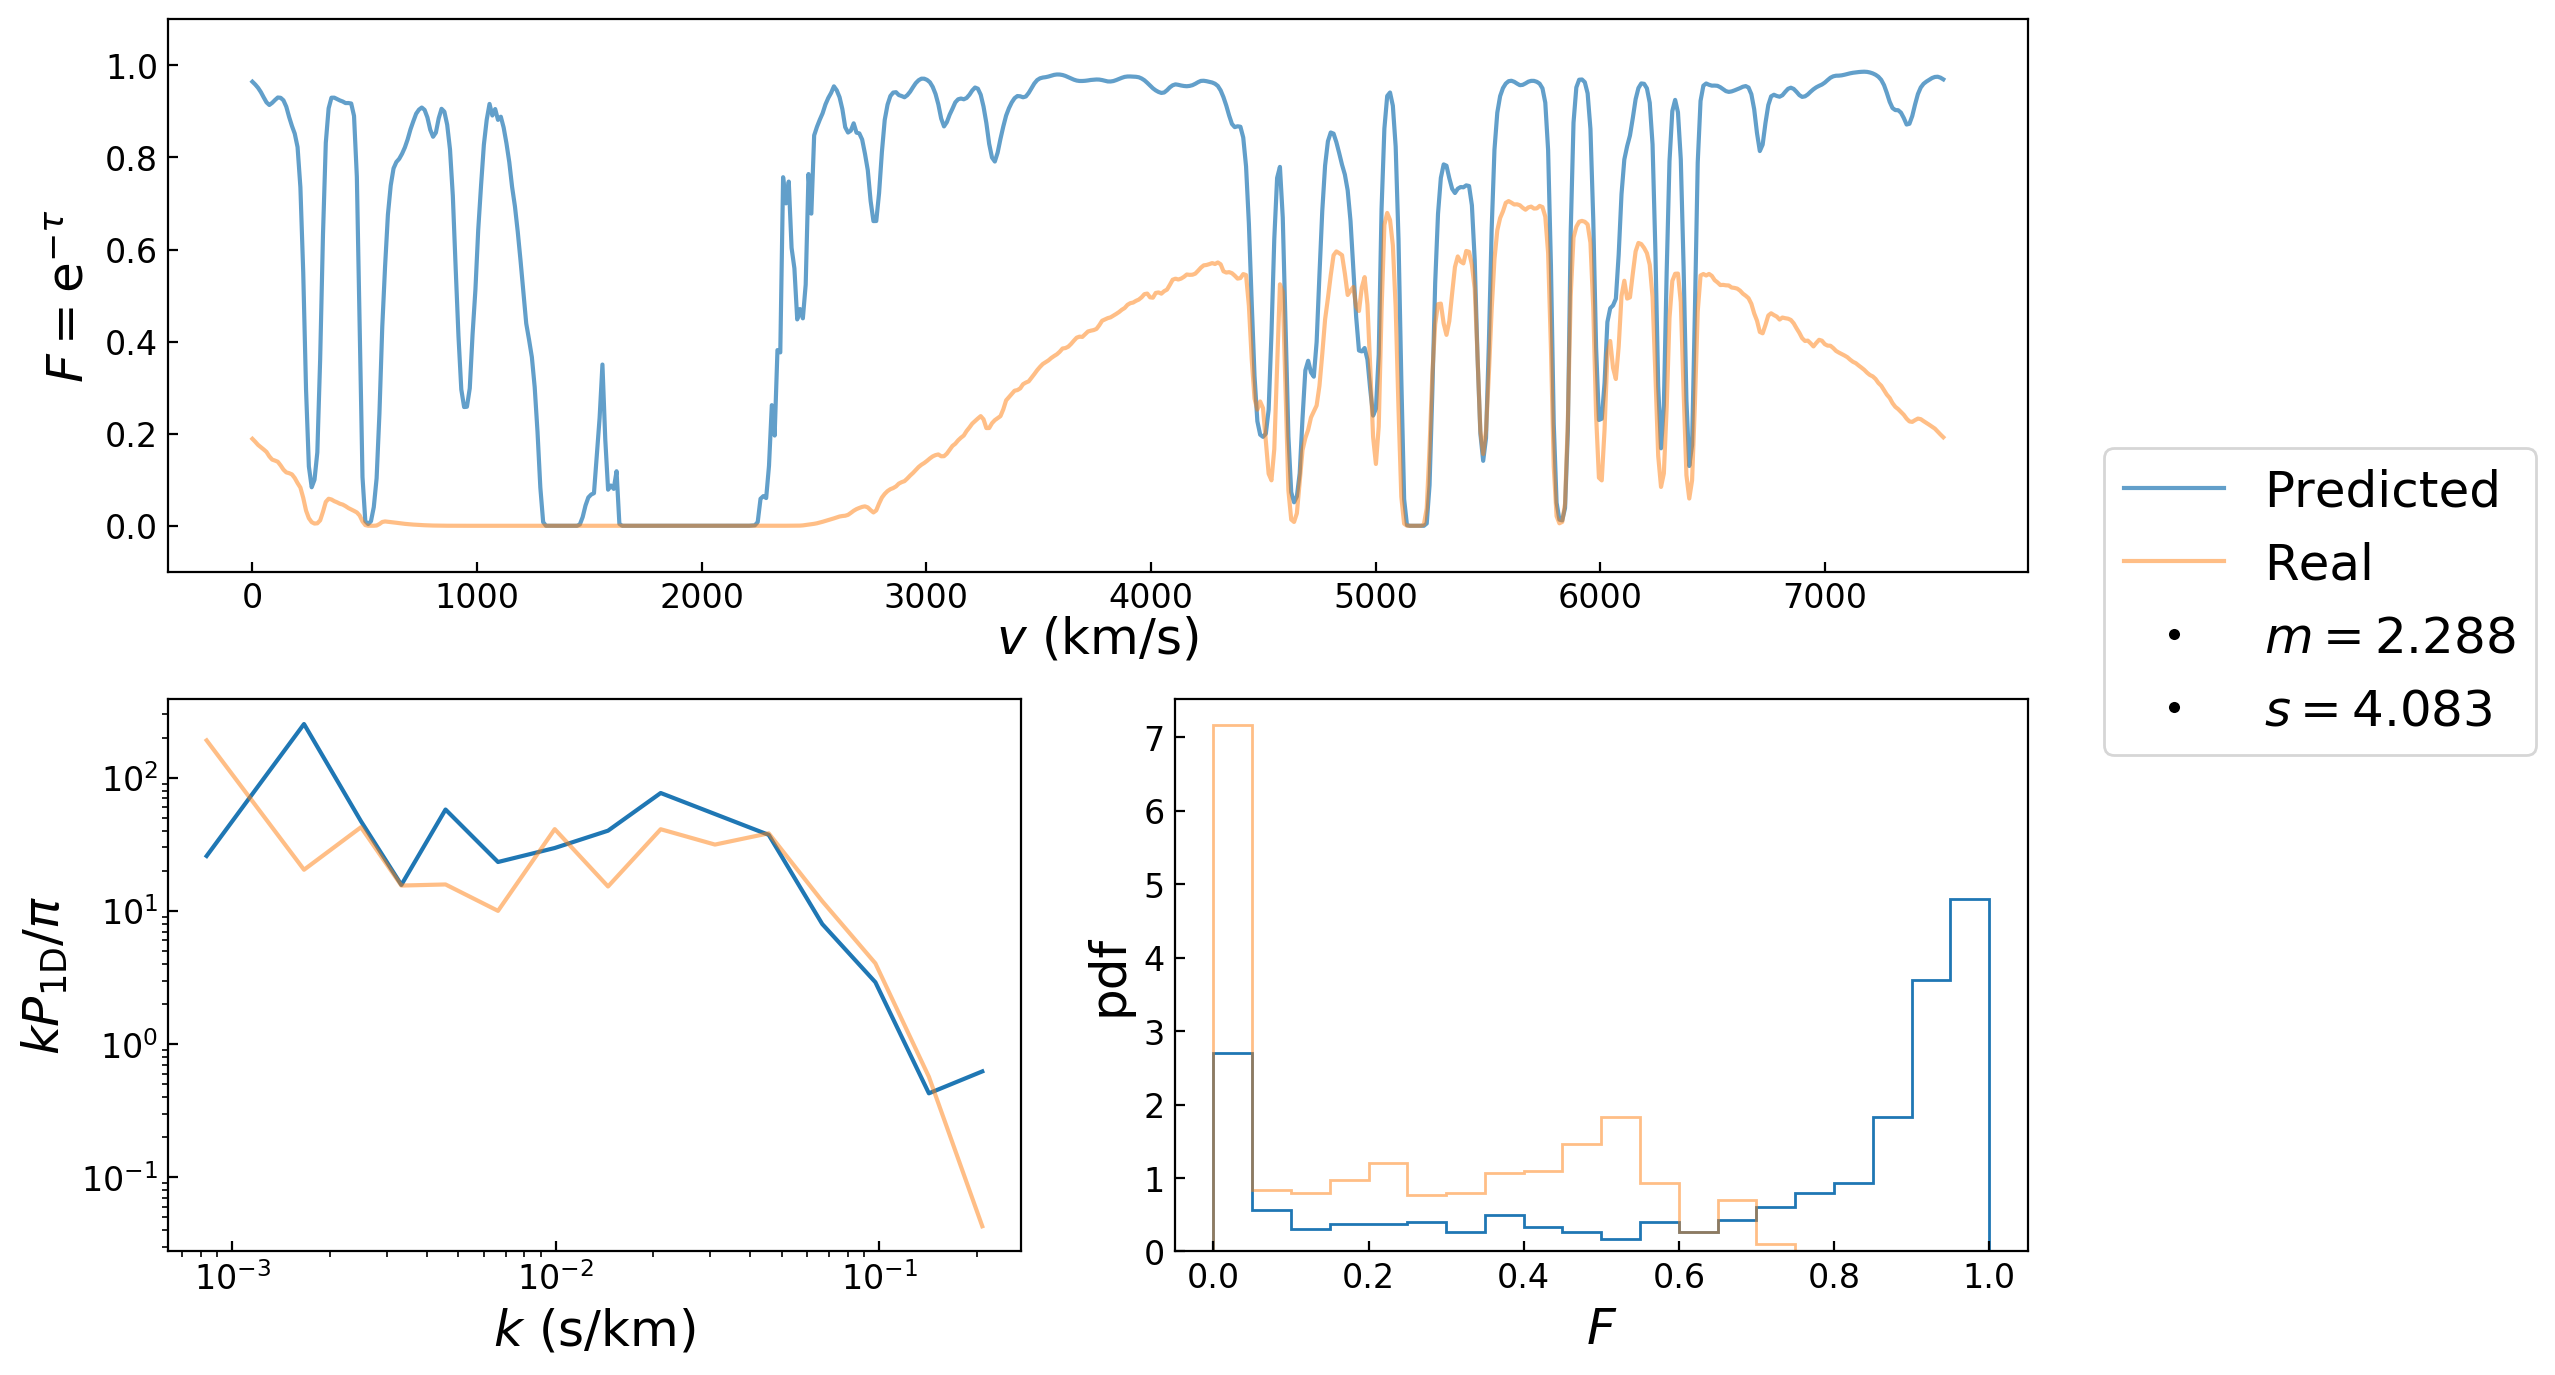 1.0
0.8
0.6
0.4
0.2
0.0
F = e^{-τ}
0 1000 2000 3000 4000 5000 6000 7000
v (km/s)
Predicted
Real
m = 2.288
s = 4.083
10^2
10^1
10^0
10^{-1}
kP_{1D}/π
10^{-3} 10^{-2} 10^{-1}
k (s/km)
7
6
5
4
3
2
1
0
pdf
0.0 0.2 0.4 0.6 0.8 1.0
F